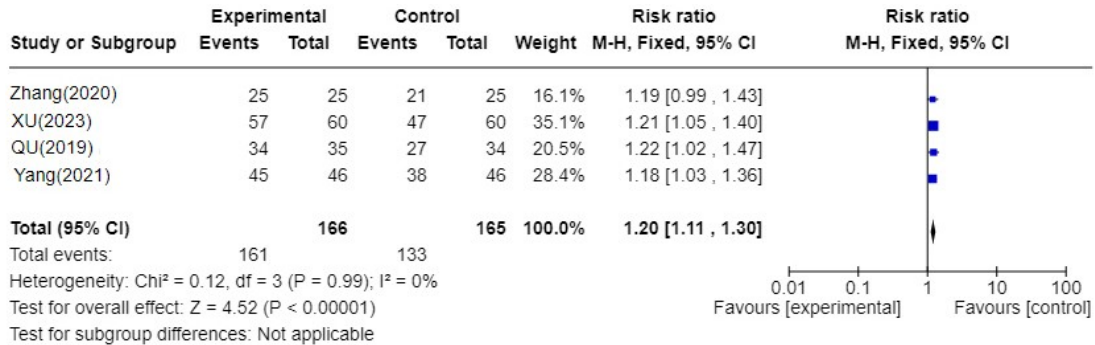 Experimental Control Risk ratio Risk ratio
Study or Subgroup Events Total Events Total Weight M-H, Fixed, 95% CI M-H, Fixed, 95% CI
Zhang(2020) 25 25 21 25 16.1% 1.19 [0.99 , 1.43]
XU(2023) 57 60 47 60 35.1% 1.21 [1.05 , 1.40]
QU(2019) 34 35 27 34 20.5% 1.22 [1.02 , 1.47]
Yang(2021) 45 46 38 46 28.4% 1.18 [1.03 , 1.36]
Total (95% CI) 166 165 100.0% 1.20 [1.11 , 1.30]
Total events: 161 133
Heterogeneity: Chi² = 0.12, df = 3 (P = 0.99); I² = 0%
Test for overall effect: Z = 4.52 (P < 0.00001)
Test for subgroup differences: Not applicable
0.01 0.1 1 10 100
Favours [experimental] Favours [control]